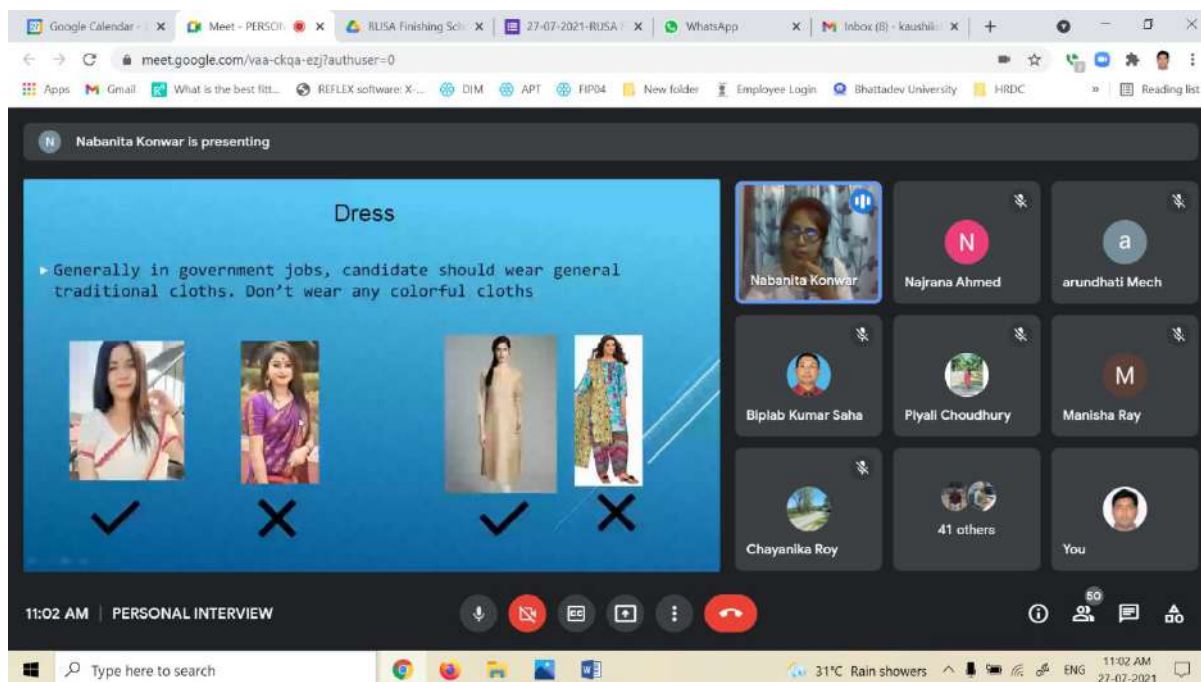 Google Calendar -
Meet - PERSON
RUSA Finishing Sch
27-07-2021-RUSA F
WhatsApp
Inbox (8) - kaushik
meet.google.com/vaa-ckqa-ezj?authuser=0
Apps
Gmail
What is the best fitt...
REFLEX software: X-...
DIM
APT
FIP04
New folder
Employee Login
Bhattadev University
HRDC
»
Reading list
N
Nabanita Konwar is presenting
Dress
Generally in government jobs, candidate should wear general
traditional cloths. Don't wear any colorful cloths
Nabanita Konwar
N
Najrana Ahmed
a
arundhati Mech
Biplab Kumar Saha
Piyali Choudhury
M
Manisha Ray
Chayanika Roy
41 others
You
11:02 AM | PERSONAL INTERVIEW
50
Type here to search
31°C Rain showers
ENG
11:02 AM
27-07-2021